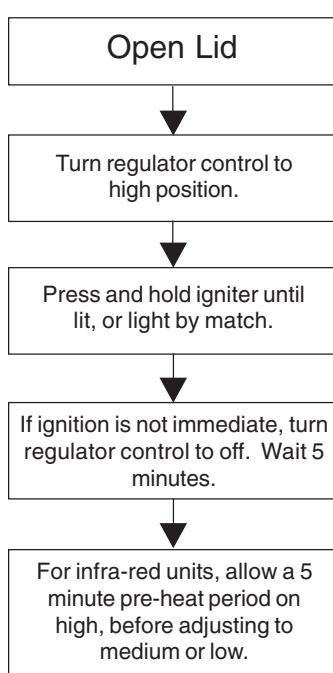 Open Lid
Turn regulator control to
high position.
Press and hold igniter until
lit, or light by match.
If ignition is not immediate, turn
regulator control to off. Wait 5
minutes.
For infra-red units, allow a 5
minute pre-heat period on
high, before adjusting to
medium or low.